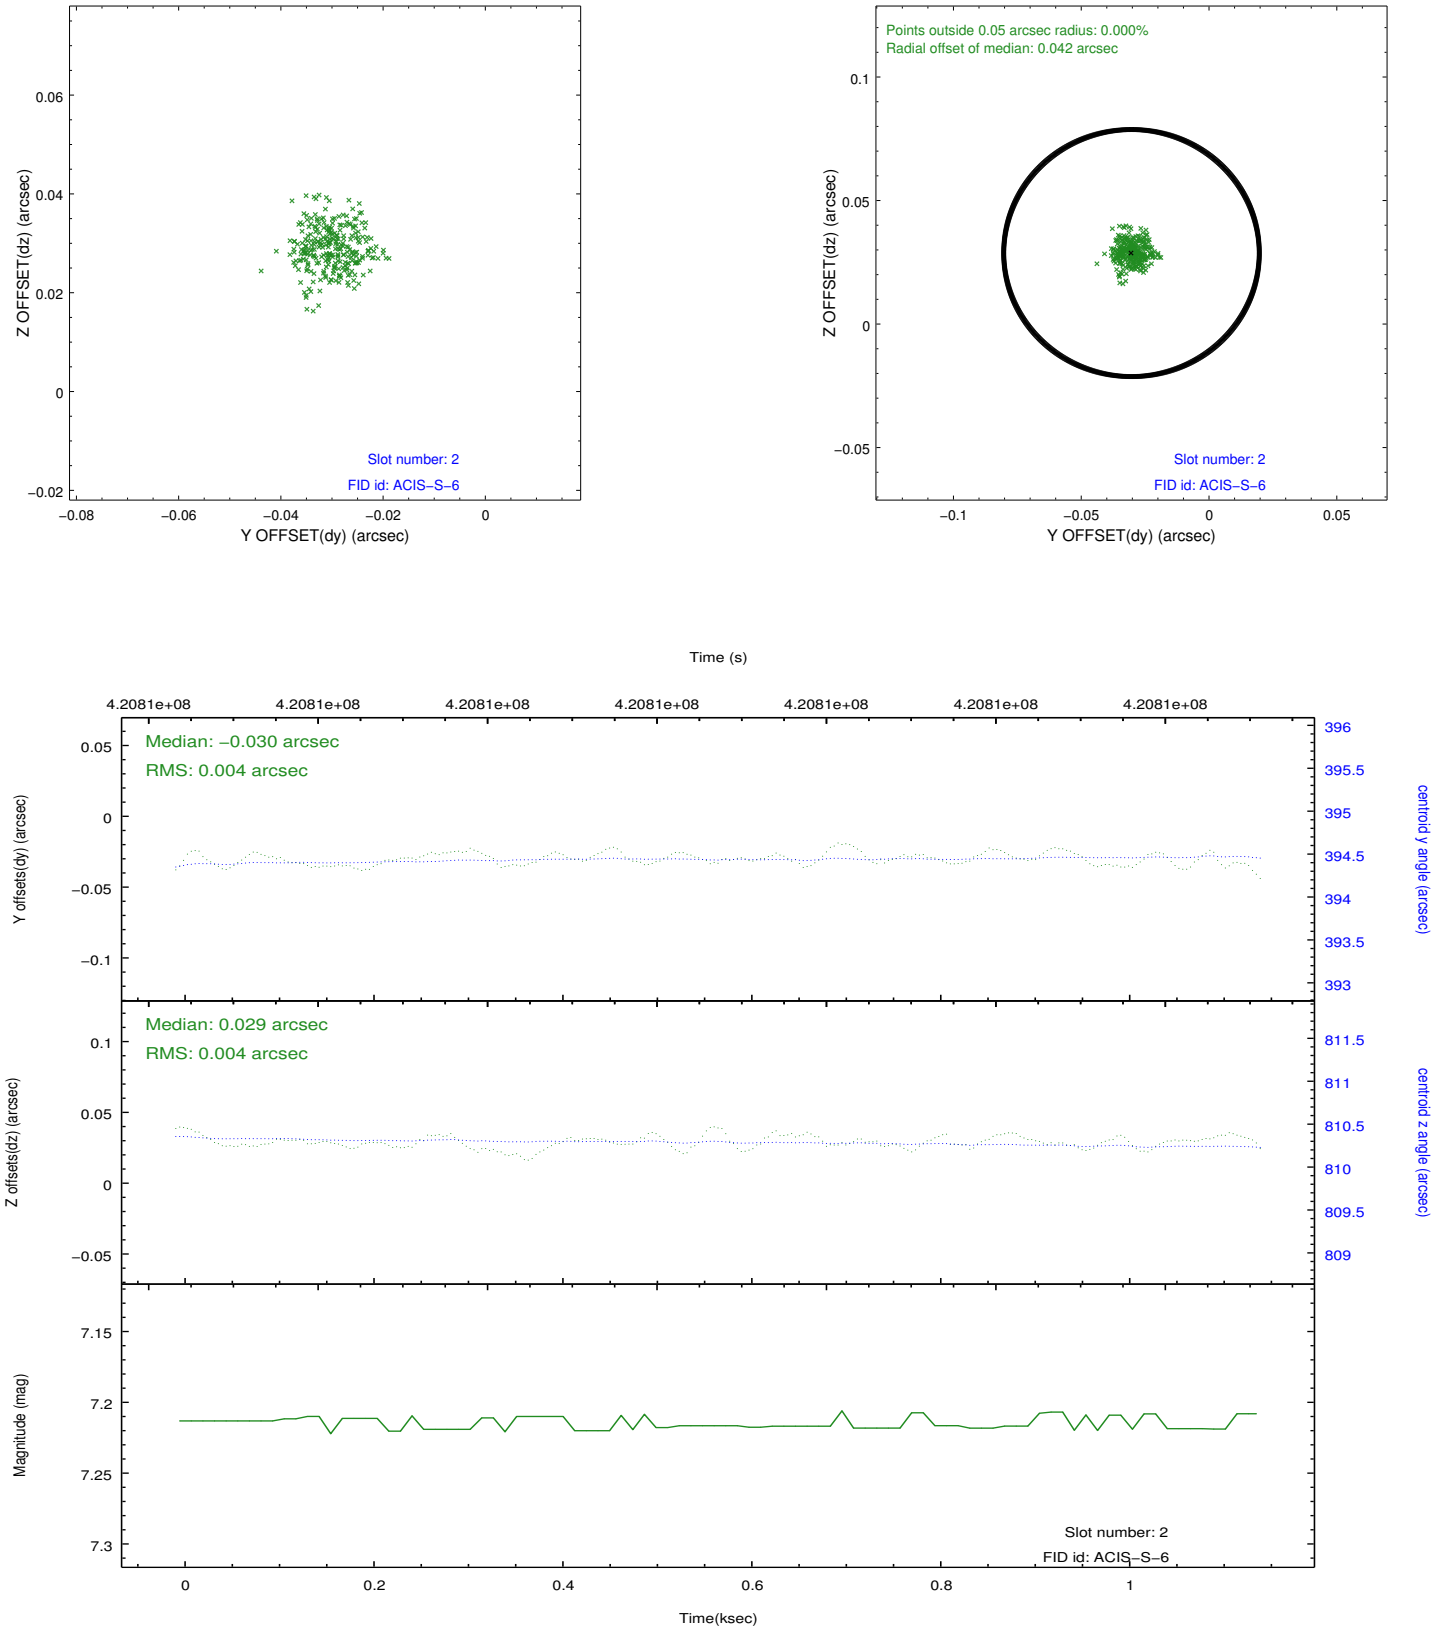 0.06
0.04
0.02
0
−0.02
Z OFFSET(dz) (arcsec)
Slot number: 2
FID id: ACIS−S−6
−0.08
−0.06
−0.04
−0.02
0
Y OFFSET(dy) (arcsec)
Points outside 0.05 arcsec radius: 0.000%
Radial offset of median: 0.042 arcsec
0.1
0.05
0
−0.05
Z OFFSET(dz) (arcsec)
Slot number: 2
FID id: ACIS−S−6
−0.1
−0.05
0
0.05
Y OFFSET(dy) (arcsec)
Time (s)
4.2081e+08
4.2081e+08
4.2081e+08
4.2081e+08
4.2081e+08
4.2081e+08
4.2081e+08
Median: −0.030 arcsec
RMS: 0.004 arcsec
0.05
0
−0.05
−0.1
Y offsets(dy) (arcsec)
396
395.5
395
394.5
394
393.5
393
centroid y angle (arcsec)
Median: 0.029 arcsec
RMS: 0.004 arcsec
0.1
0.05
0
−0.05
Z offsets(dz) (arcsec)
811.5
811
810.5
810
809.5
809
centroid z angle (arcsec)
7.15
7.2
7.25
7.3
Magnitude (mag)
Slot number: 2
FID id: ACIS−S−6
0
0.2
0.4
0.6
0.8
1
Time(ksec)